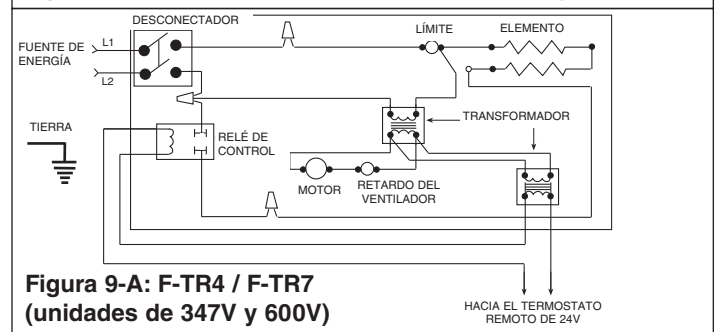 DESCONECTADOR
LÍMITE
ELEMENTO
FUENTE DE
ENERGÍA
L1
L2
TRANSFORMADOR
TIERRA
RELÉ DE
CONTROL
MOTOR
RETARDO DEL
VENTILADOR
Figura 9-A: F-TR4 / F-TR7
(unidades de 347V y 600V)
HACIA EL TERMOSTATO
REMOTO DE 24V